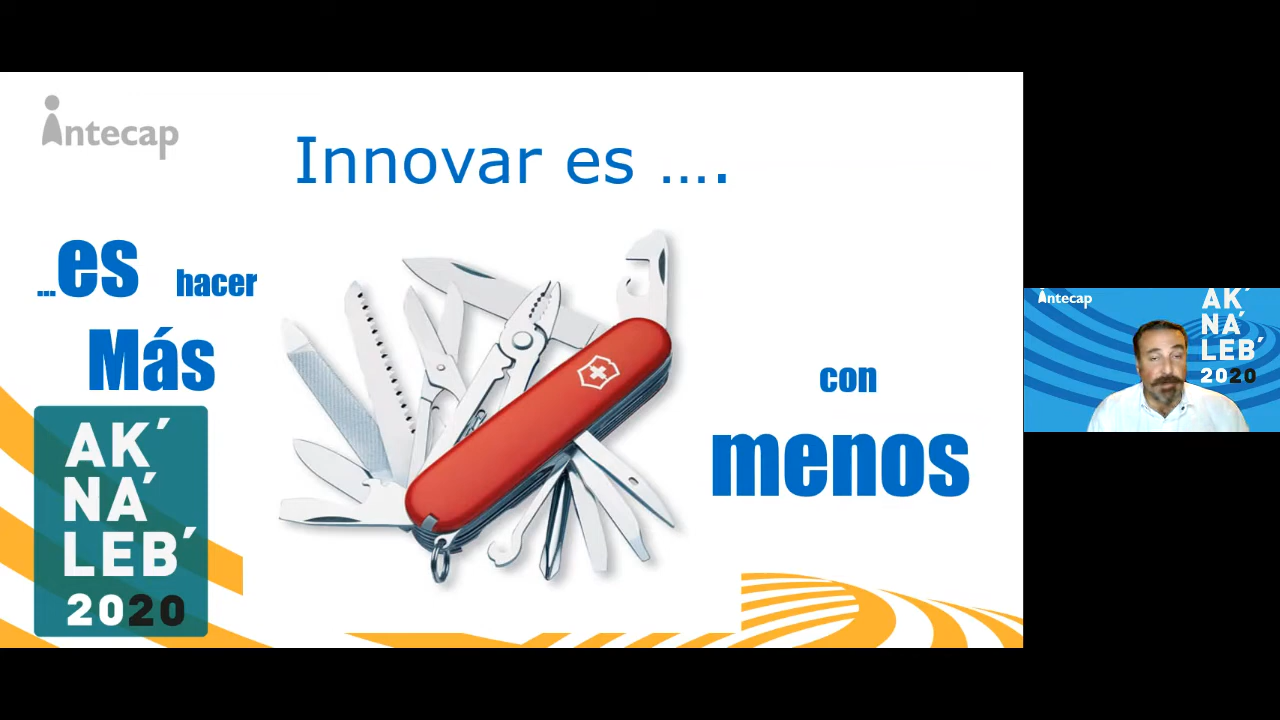 intecap
Innovar es ….
…es hacer
Más
con
menos
AK´
NA´
LEB´
2020
intecap
AK´
NA´
LEB´
2020